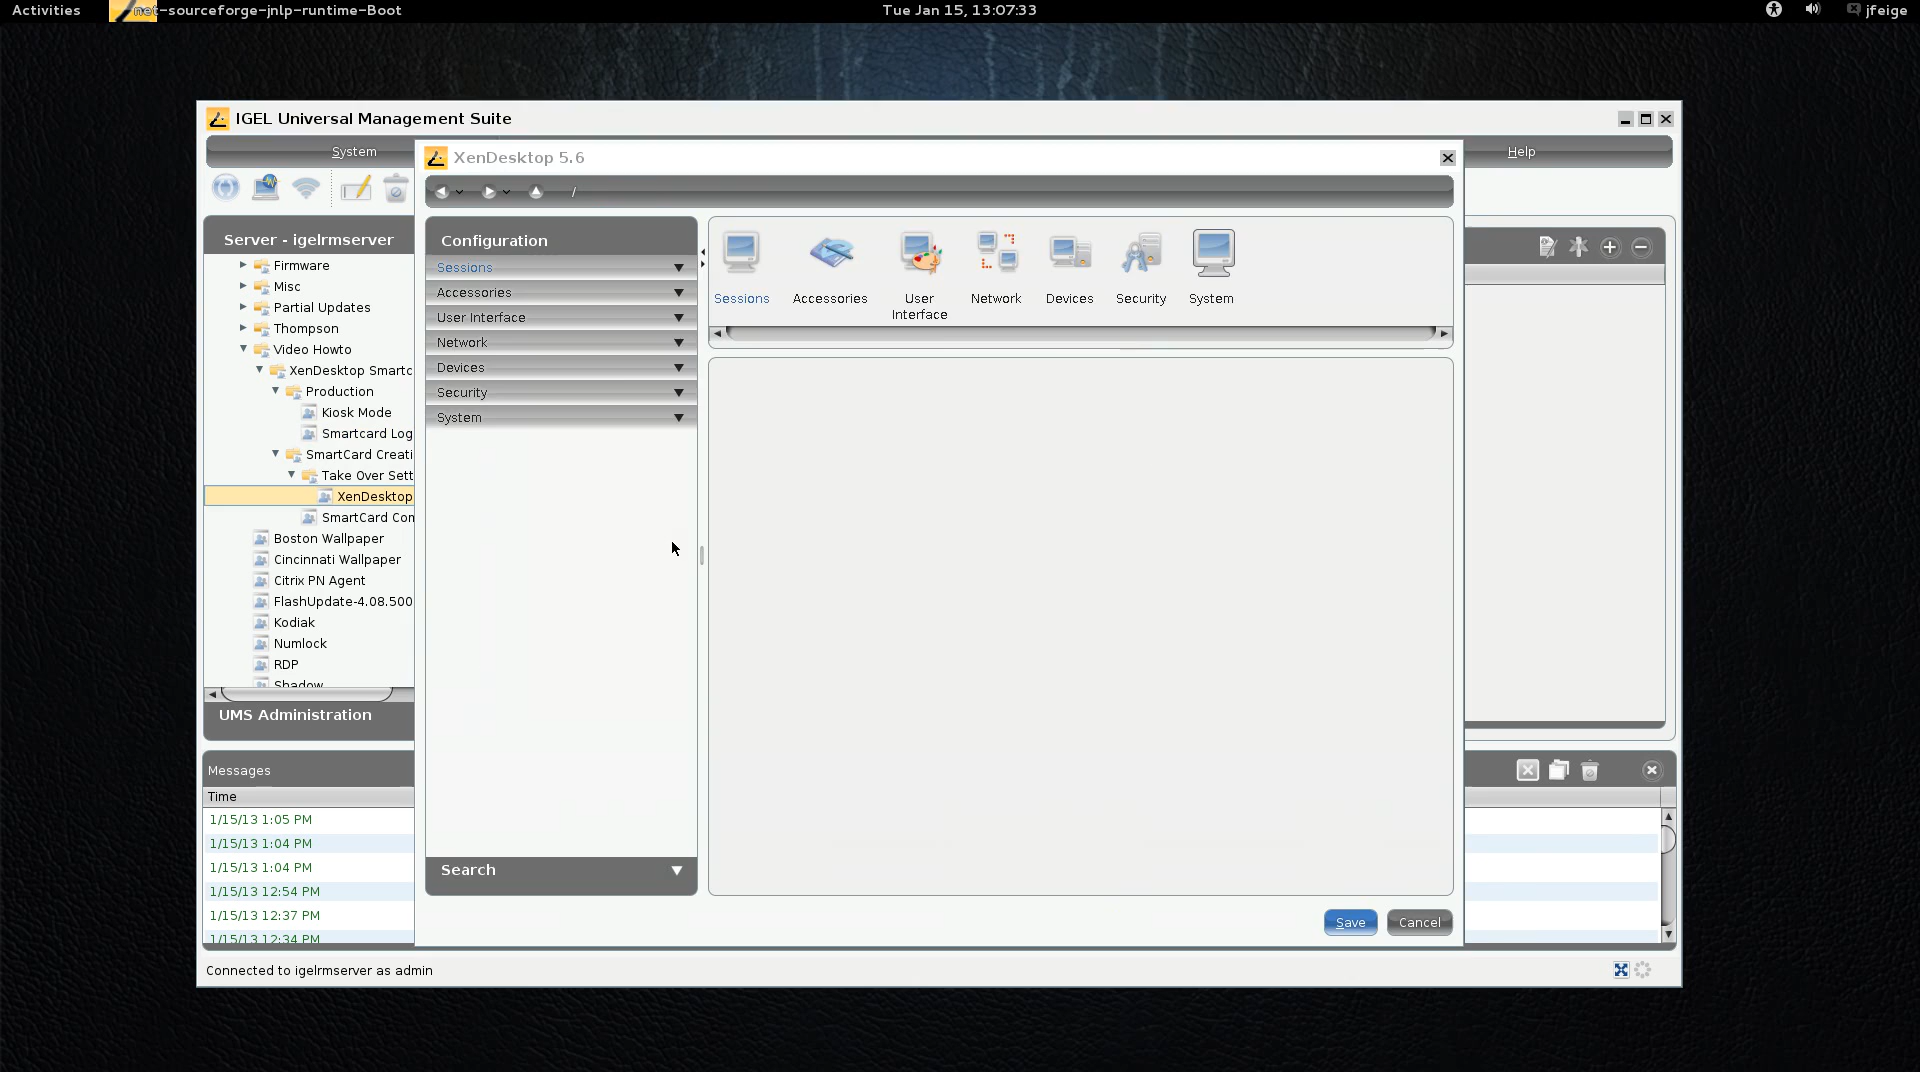 Activities
net-sourceforge-jnlp-runtime-Boot
Tue Jan 15, 13:07:33
jfeige
IGEL Universal Management Suite
System
Help
XenDesktop 5.6
/
Server - igelrmserver
Firmware
Misc
Partial Updates
Thompson
Video Howto
XenDesktop Smartc
Production
Kiosk Mode
Smartcard Log
SmartCard Creati
Take Over Sett
XenDesktop
SmartCard Con
Boston Wallpaper
Cincinnati Wallpaper
Citrix PN Agent
FlashUpdate-4.08.500
Kodiak
Numlock
RDP
Shadow
UMS Administration
Configuration
Sessions
Accessories
User Interface
Network
Devices
Security
System
Search
Sessions
Accessories
User
Interface
Network
Devices
Security
System
Save
Cancel
Messages
Time
1/15/13 1:05 PM
1/15/13 1:04 PM
1/15/13 1:04 PM
1/15/13 12:54 PM
1/15/13 12:37 PM
1/15/13 12:34 PM
Connected to igelrmserver as admin